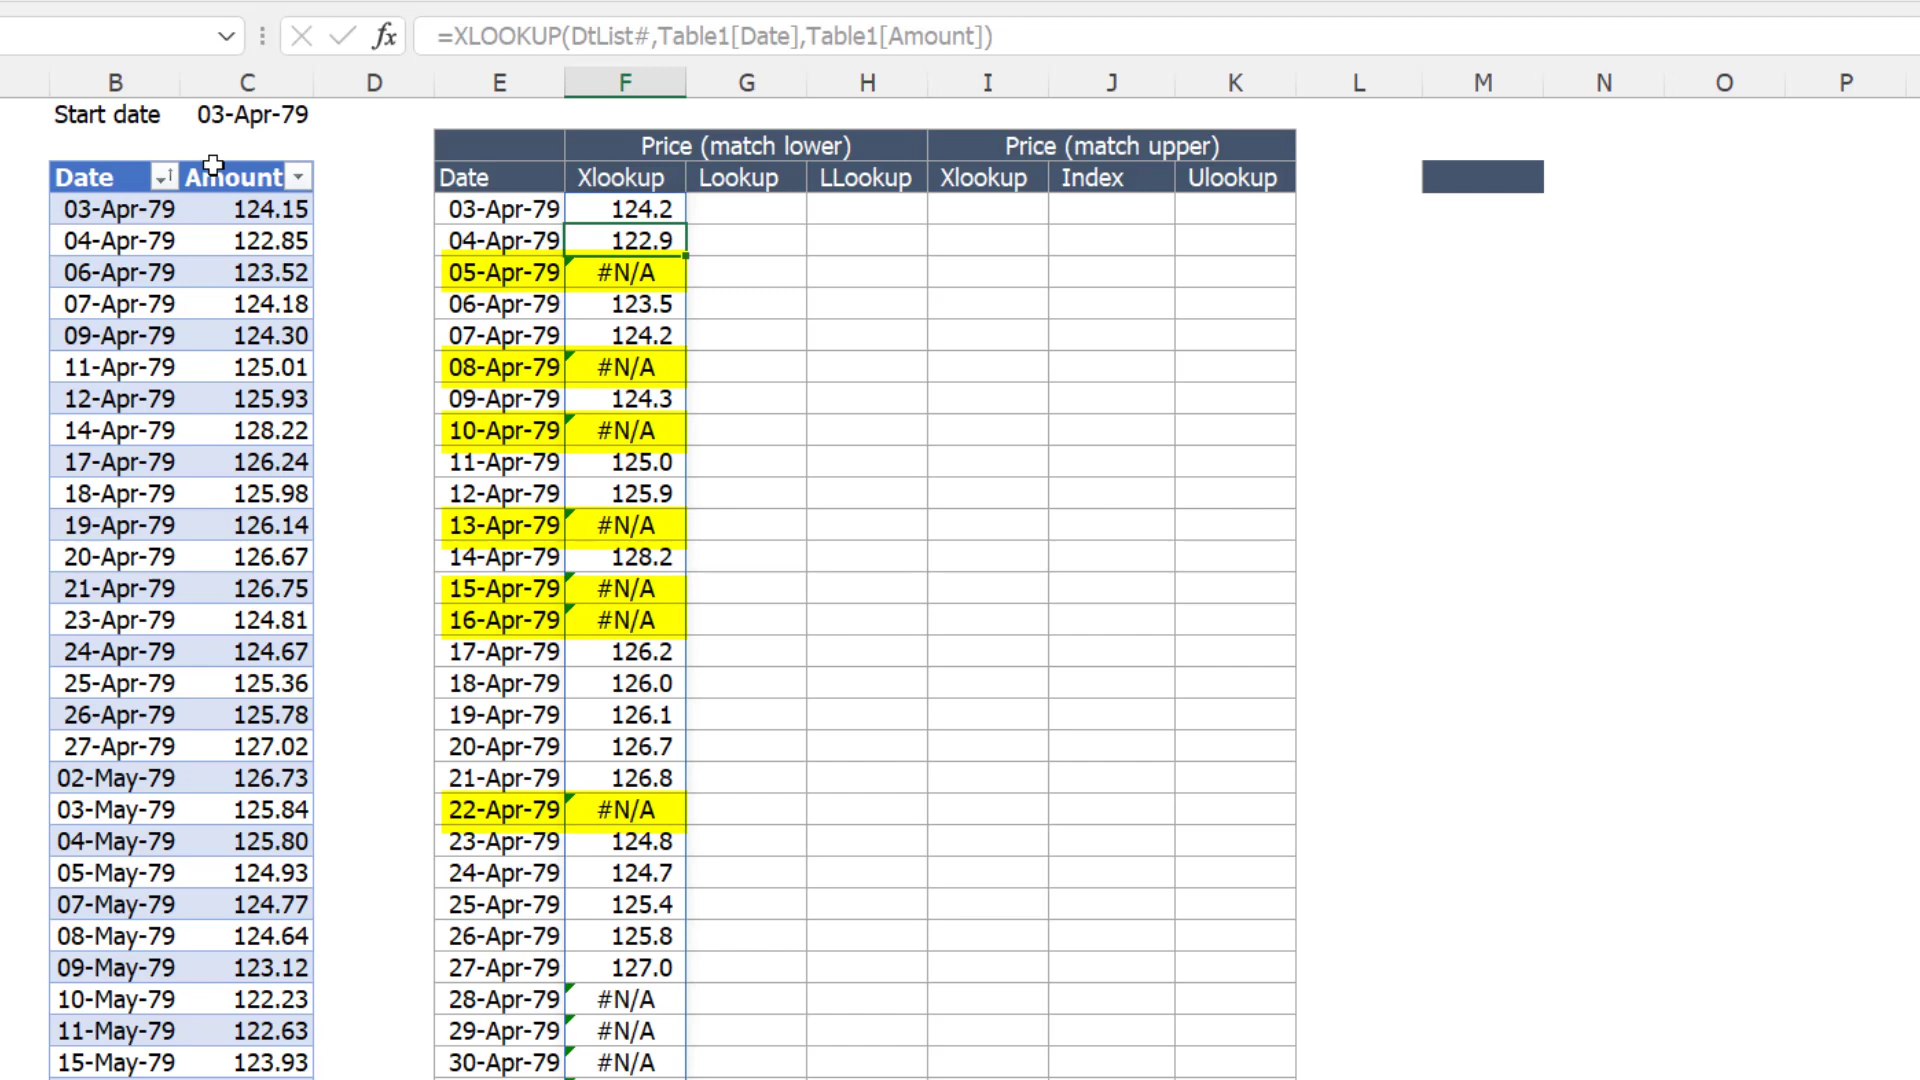 =XLOOKUP(DtList#,Table1[Date],Table1[Amount])
B C D E F G H I J K L M N O P
Start date 03-Apr-79
Price (match lower) Price (match upper)
Date Amount Date Xlookup Lookup LLookup Xlookup Index Ulookup
03-Apr-79 124.15 03-Apr-79 124.2
04-Apr-79 122.85 04-Apr-79 122.9
06-Apr-79 123.52 05-Apr-79 #N/A
07-Apr-79 124.18 06-Apr-79 123.5
09-Apr-79 124.30 07-Apr-79 124.2
11-Apr-79 125.01 08-Apr-79 #N/A
12-Apr-79 125.93 09-Apr-79 124.3
14-Apr-79 128.22 10-Apr-79 #N/A
17-Apr-79 126.24 11-Apr-79 125.0
18-Apr-79 125.98 12-Apr-79 125.9
19-Apr-79 126.14 13-Apr-79 #N/A
20-Apr-79 126.67 14-Apr-79 128.2
21-Apr-79 126.75 15-Apr-79 #N/A
23-Apr-79 124.81 16-Apr-79 #N/A
24-Apr-79 124.67 17-Apr-79 126.2
25-Apr-79 125.36 18-Apr-79 126.0
26-Apr-79 125.78 19-Apr-79 126.1
27-Apr-79 127.02 20-Apr-79 126.7
02-May-79 126.73 21-Apr-79 126.8
03-May-79 125.84 22-Apr-79 #N/A
04-May-79 125.80 23-Apr-79 124.8
05-May-79 124.93 24-Apr-79 124.7
07-May-79 124.77 25-Apr-79 125.4
08-May-79 124.64 26-Apr-79 125.8
09-May-79 123.12 27-Apr-79 127.0
10-May-79 122.23 28-Apr-79 #N/A
11-May-79 122.63 29-Apr-79 #N/A
15-May-79 123.93 30-Apr-79 #N/A